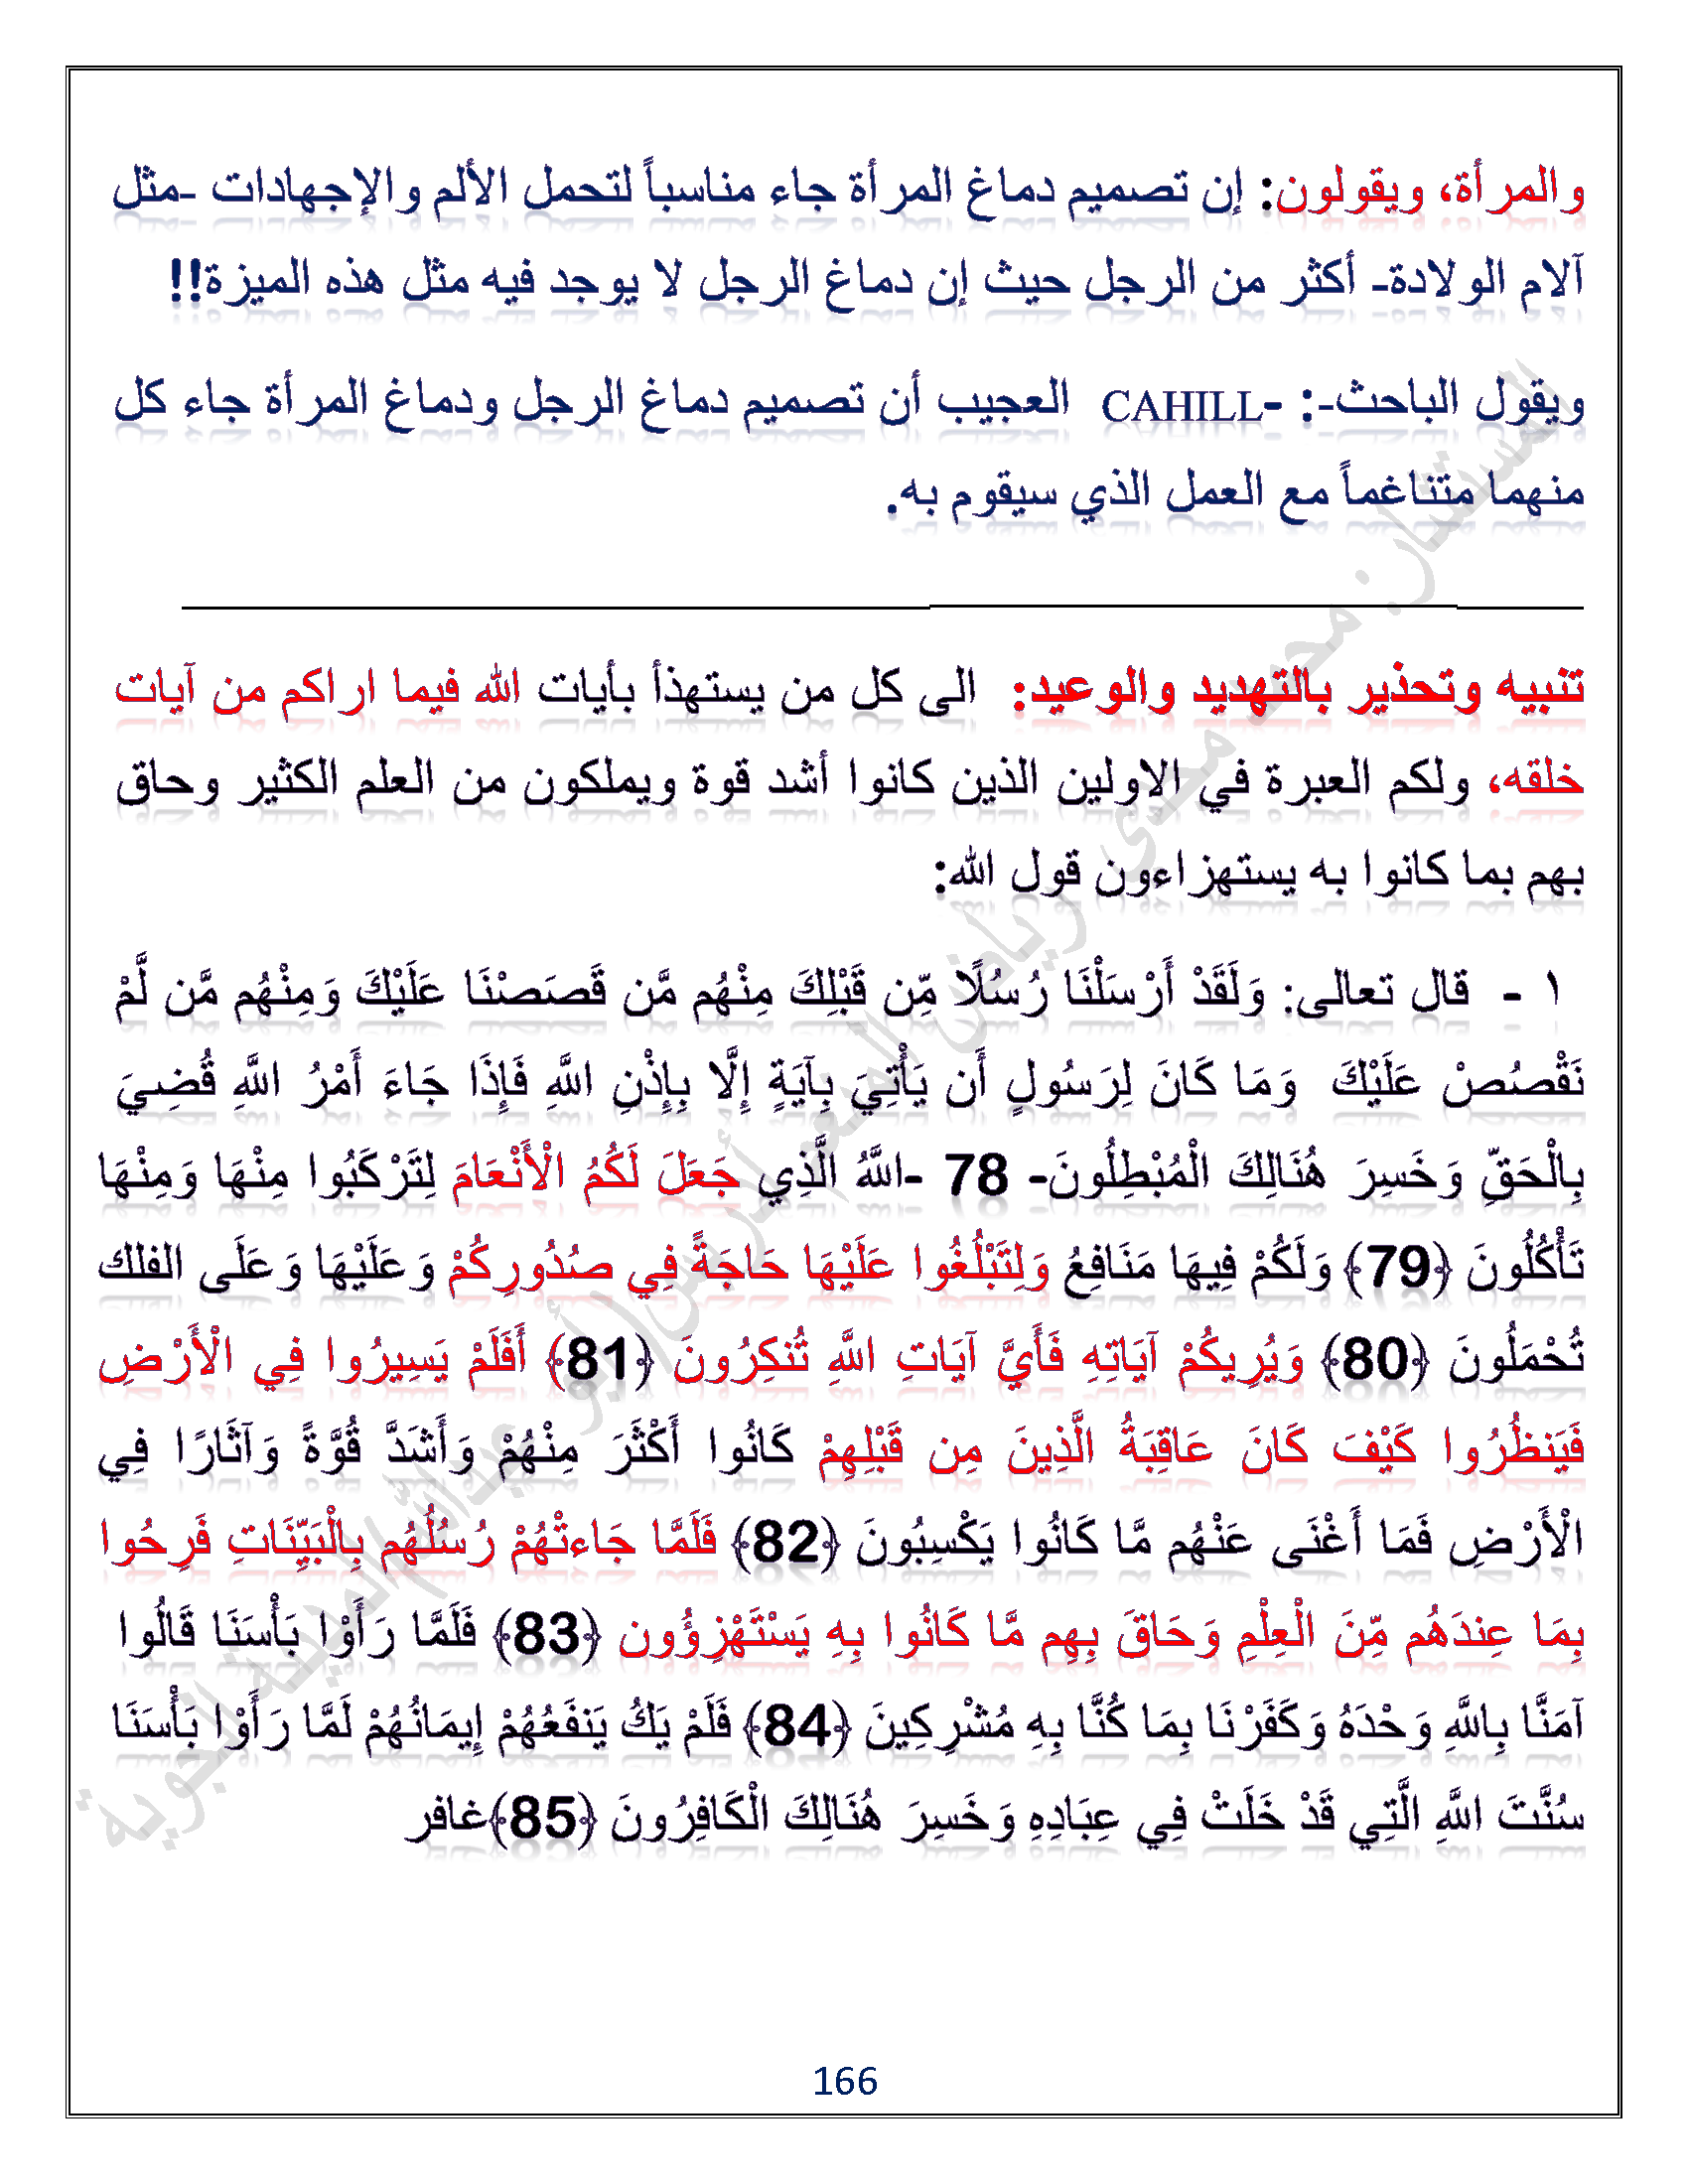 والمرأة، ويقولون: إن تصميم دماغ المرأة جاء مناسباً لتحمل الألم والإجهادات -مثل
آلام الولادة- أكثر من الرجل حيث إن دماغ الرجل لا يوجد فيه مثل هذه الميزة!!
ويقول الباحث-: -CAHILL العجيب أن تصميم دماغ الرجل ودماغ المرأة جاء كل
منهما متناغماً مع العمل الذي سيقوم به.
تنبيه وتحذير بالتهديد والوعيد: الى كل من يستهذأ بأيات الله فيما اراكم من آيات
خلقه، ولكم العبرة في الاولين الذين كانوا أشد قوة ويملكون من العلم الكثير وحاق
بهم بما كانوا به يستهزاءون قول الله:
١ - قال تعالى: وَلَقَدْ أَرْسَلْنَا رُسُلًا مِّن قَبْلِكَ مِنْهُم مَّن قَصَصْنَا عَلَيْكَ وَمِنْهُم مَّن لَّمْ
نَقْصُصْ عَلَيْكَ وَمَا كَانَ لِرَسُولٍ أَن يَأْتِيَ بِآيَةٍ إِلَّا بِإِذْنِ اللَّهِ فَإِذَا جَاءَ أَمْرُ اللَّهِ قُضِيَ
بِالْحَقِّ وَخَسِرَ هُنَالِكَ الْمُبْطِلُونَ- 78 -اللَّهُ الَّذِي جَعَلَ لَكُمُ الْأَنْعَامَ لِتَرْكَبُوا مِنْهَا وَمِنْهَا
تَأْكُلُونَ ﴿79﴾ وَلَكُمْ فِيهَا مَنَافِعُ وَلِتَبْلُغُوا عَلَيْهَا حَاجَةً فِي صُدُورِكُمْ وَعَلَيْهَا وَعَلَى الفلك
تُحْمَلُونَ ﴿80﴾ وَيُرِيكُمْ آيَاتِهِ فَأَيَّ آيَاتِ اللَّهِ تُنكِرُونَ ﴿81﴾ أَفَلَمْ يَسِيرُوا فِي الْأَرْضِ
فَيَنظُرُوا كَيْفَ كَانَ عَاقِبَةُ الَّذِينَ مِن قَبْلِهِمْ كَانُوا أَكْثَرَ مِنْهُمْ وَأَشَدَّ قُوَّةً وَآثَارًا فِي
الْأَرْضِ فَمَا أَغْنَى عَنْهُم مَّا كَانُوا يَكْسِبُونَ ﴿82﴾ فَلَمَّا جَاءتْهُمْ رُسُلُهُم بِالْبَيِّنَاتِ فَرِحُوا
بِمَا عِندَهُم مِّنَ الْعِلْمِ وَحَاقَ بِهِم مَّا كَانُوا بِهِ يَسْتَهْزِؤُون ﴿83﴾ فَلَمَّا رَأَوْا بَأْسَنَا قَالُوا
آمَنَّا بِاللَّهِ وَحْدَهُ وَكَفَرْنَا بِمَا كُنَّا بِهِ مُشْرِكِينَ ﴿84﴾ فَلَمْ يَكُ يَنفَعُهُمْ إِيمَانُهُمْ لَمَّا رَأَوْا بَأْسَنَا
سُنَّتَ اللَّهِ الَّتِي قَدْ خَلَتْ فِي عِبَادِهِ وَخَسِرَ هُنَالِكَ الْكَافِرُونَ ﴿85﴾غافر
166